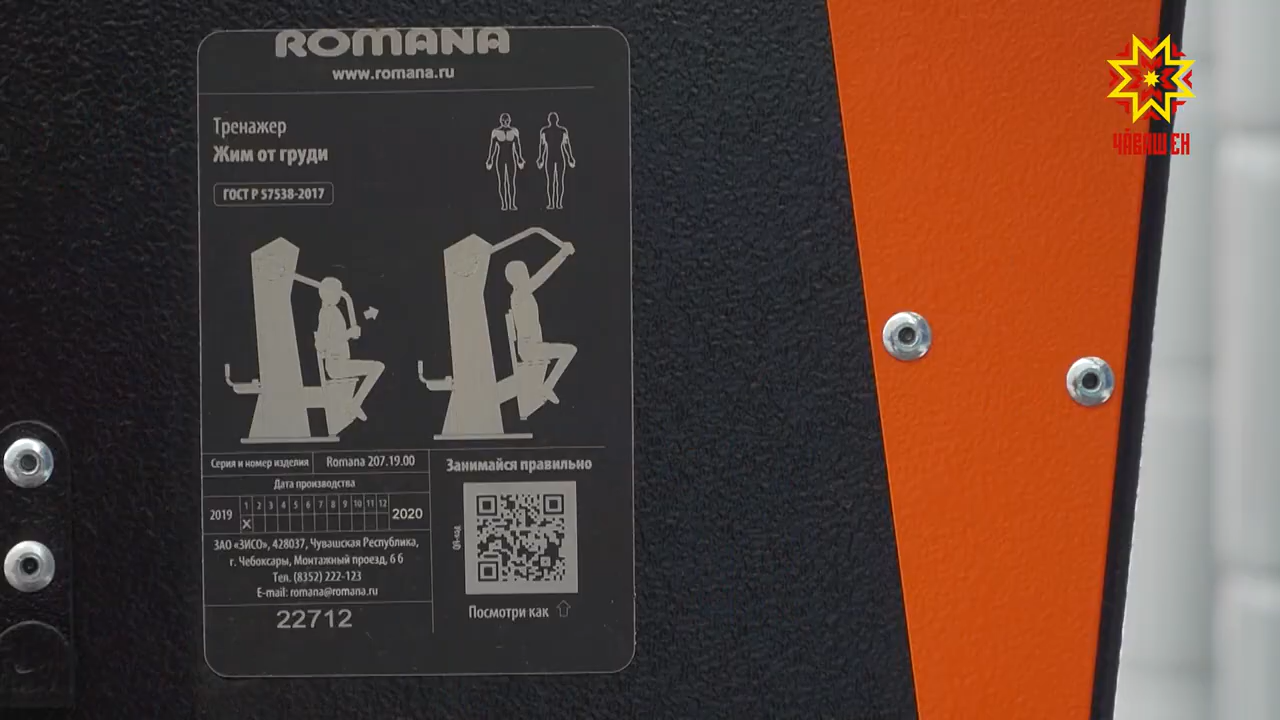 ROMANA
www.romana.ru
Тренажер
Жим от груди
ГОСТ Р 57538-2017
Серия и номер изделия Romana 207.19.00
Дата производства
1 2 3 4 5 6 7 8 9 10 11 12
2019 X 2020
ЗАО «ЗИСО», 428037, Чувашская Республика,
г. Чебоксары, Монтажный проезд, 6 б
Тел. (8352) 222-123
E-mail: romana@romana.ru
22712
Занимайся правильно
QR-код
Посмотри как
ЧӐВАШ ЕН